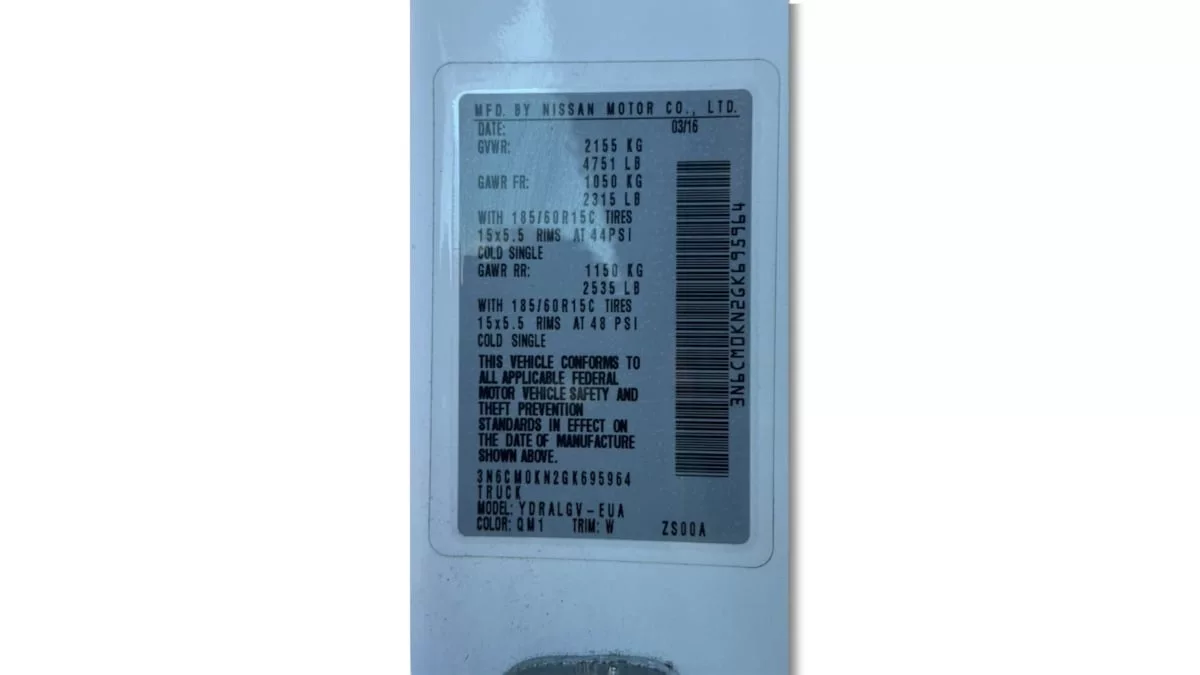 MFD. BY NISSAN MOTOR CO., LTD.
DATE: 03/16
GVWR: 2155 KG
4751 LB
GAWR FR: 1050 KG
2315 LB
WITH 185/60R15C TIRES
15x5.5 RIMS AT 44PSI
COLD SINGLE
GAWR RR: 1150 KG
2535 LB
WITH 185/60R15C TIRES
15x5.5 RIMS AT 48 PSI
COLD SINGLE
THIS VEHICLE CONFORMS TO
ALL APPLICABLE FEDERAL
MOTOR VEHICLE SAFETY AND
THEFT PREVENTION
STANDARDS IN EFFECT ON
THE DATE OF MANUFACTURE
SHOWN ABOVE.
3N6CM0KN2GK695964
TRUCK
MODEL: YDRALGV-EUA
COLOR: QM1 TRIM: W ZS00A
3N6CM0KN2GK695964